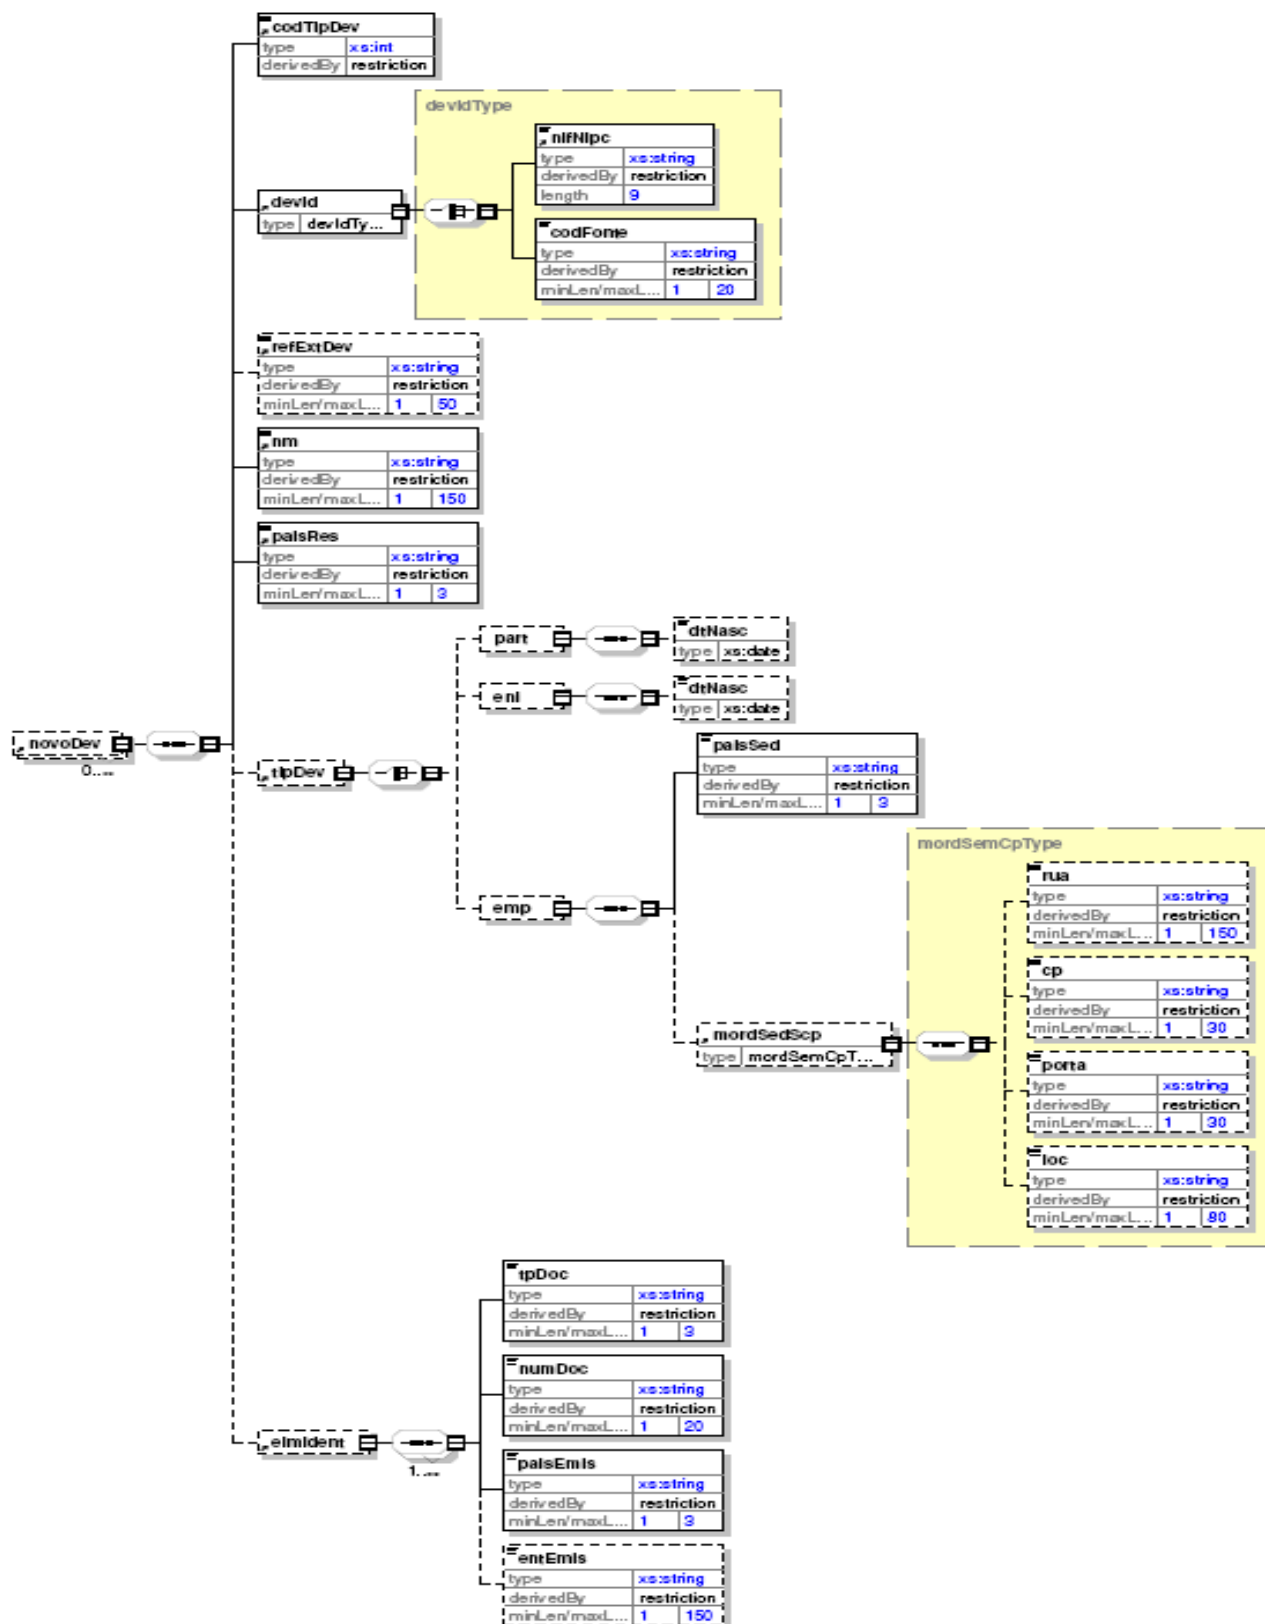 codTipDev
type xs:int
derivedBy restriction
devIdType
nifNipc
type xs:string
derivedBy restriction
length 9
devId
type devIdTy...
codFonte
type xs:string
derivedBy restriction
minLen/maxL... 1 20
refExtDev
type xs:string
derivedBy restriction
minLen/maxL... 1 50
nm
type xs:string
derivedBy restriction
minLen/maxL... 1 150
paisRes
type xs:string
derivedBy restriction
minLen/maxL... 1 3
part
dtNasc
type xs:date
eni
dtNasc
type xs:date
novoDev
0..∞
tipDev
paisSed
type xs:string
derivedBy restriction
minLen/maxL... 1 3
mordSemCpType
rua
type xs:string
derivedBy restriction
minLen/maxL... 1 150
emp
cp
type xs:string
derivedBy restriction
minLen/maxL... 1 30
mordSedScp
type mordSemCpT...
porta
type xs:string
derivedBy restriction
minLen/maxL... 1 30
loc
type xs:string
derivedBy restriction
minLen/maxL... 1 80
tpDoc
type xs:string
derivedBy restriction
minLen/maxL... 1 3
numDoc
type xs:string
derivedBy restriction
minLen/maxL... 1 20
elmIdent
1..∞
paisEmis
type xs:string
derivedBy restriction
minLen/maxL... 1 3
entEmis
type xs:string
derivedBy restriction
minLen/maxL... 1 150